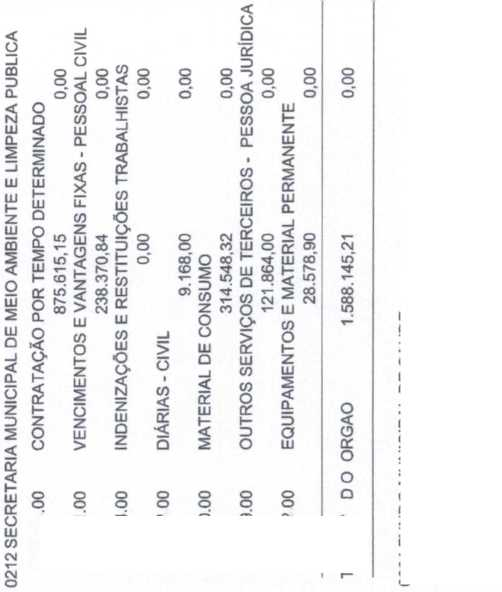 0212 SECRETARIA MUNICIPAL DE MEIO AMBIENTE E LIMPEZA PUBLICA
.00 CONTRATAÇÃO POR TEMPO DETERMINADO
875.615,15 0,00
.00 VENCIMENTOS E VANTAGENS FIXAS - PESSOAL CIVIL
238.370,84 0,00
.00 INDENIZAÇÕES E RESTITUIÇÕES TRABALHISTAS
0,00 0,00
.00 DIÁRIAS - CIVIL
9.168,00 0,00
.00 MATERIAL DE CONSUMO
314.548,32 0,00
.00 OUTROS SERVIÇOS DE TERCEIROS - PESSOA JURÍDICA
121.864,00 0,00
.00 EQUIPAMENTOS E MATERIAL PERMANENTE
28.578,90 0,00
D O ORGAO 1.588.145,21 0,00